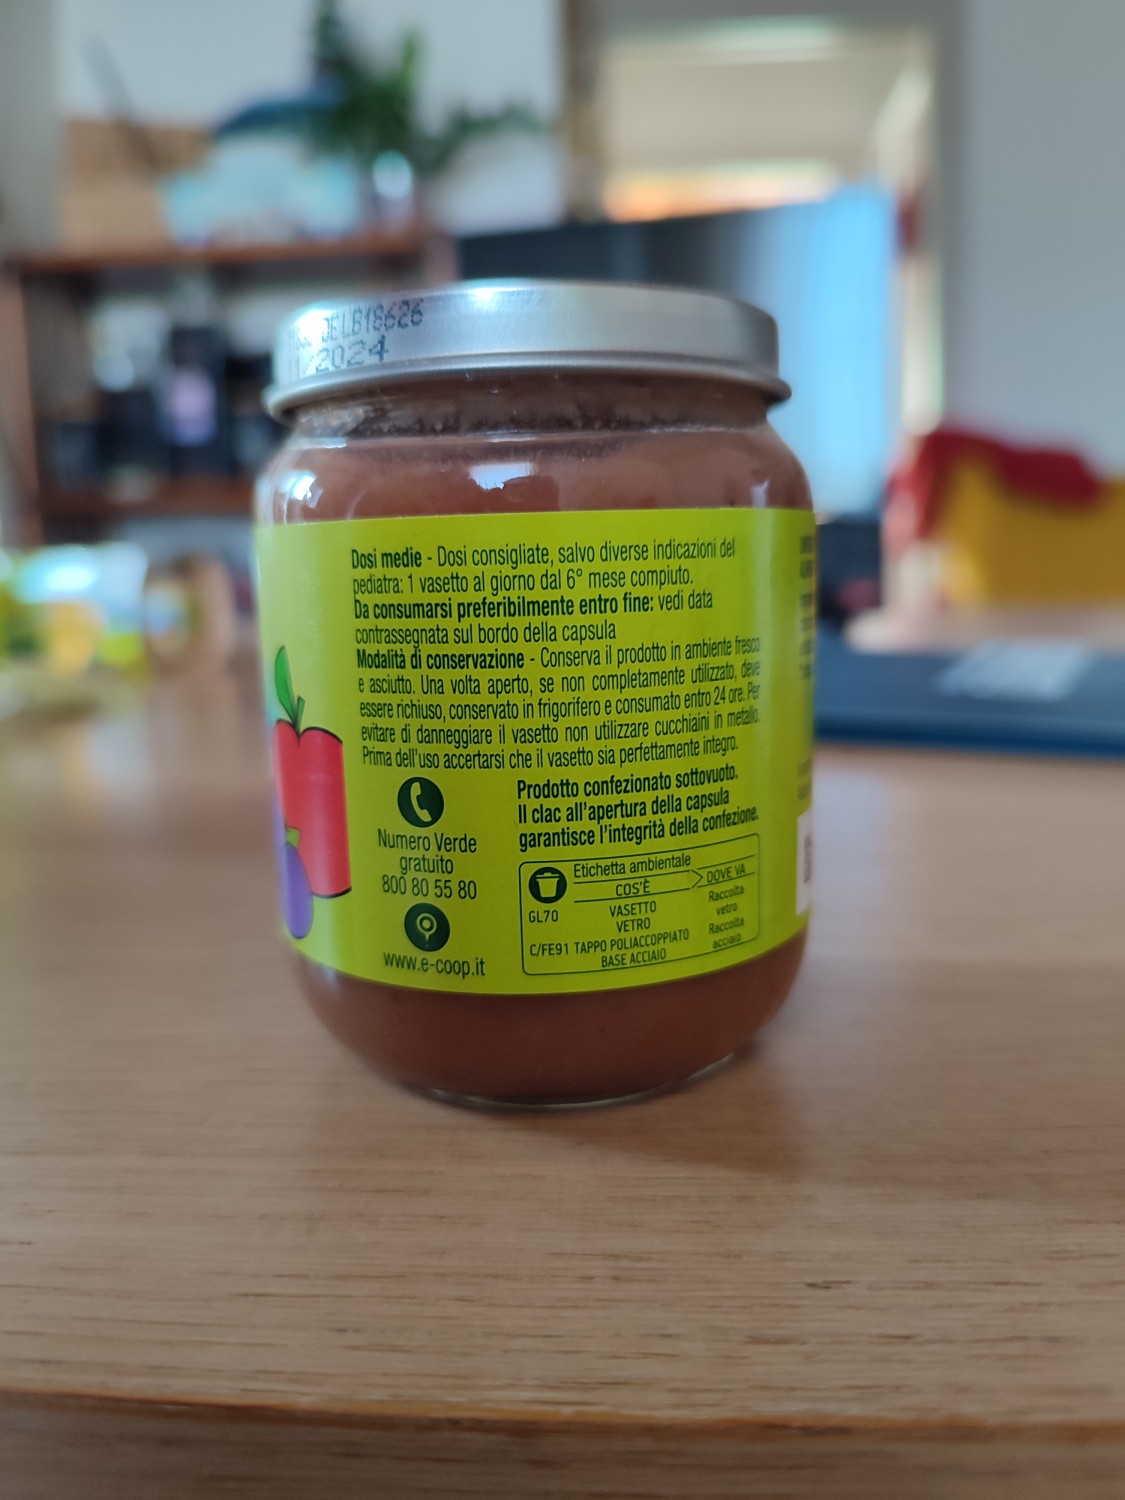 DELB18626
/2024
Dosi medie - Dosi consigliate, salvo diverse indicazioni del
pediatra: 1 vasetto al giorno dal 6° mese compiuto.
Da consumarsi preferibilmente entro fine: vedi data
contrassegnata sul bordo della capsula
Modalità di conservazione - Conserva il prodotto in ambiente fresco
e asciutto. Una volta aperto, se non completamente utilizzato, deve
essere richiuso, conservato in frigorifero e consumato entro 24 ore. Per
evitare di danneggiare il vasetto non utilizzare cucchiaini in metallo.
Prima dell'uso accertarsi che il vasetto sia perfettamente integro.
Prodotto confezionato sottovuoto.
Il clac all'apertura della capsula
garantisce l'integrità della confezione.
Numero Verde
gratuito
800 80 55 80
www.e-coop.it
Etichetta ambientale
COS'È DOVE VA
GL70 VASETTO VETRO Raccolta vetro
C/FE91 TAPPO POLIACCOPPIATO BASE ACCIAIO Raccolta acciaio